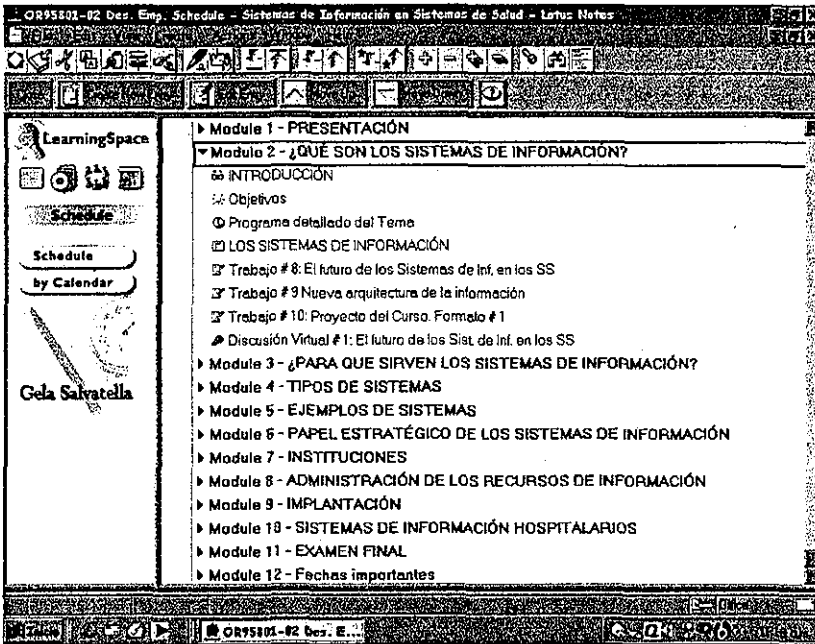 OR95801-02 Des. Emp. Schedule - Sistemas de Información en Sistemas de Salud - Lotus Notes
LearningSpace
Schedule
Schedule
by Calendar
Gela Salvatella
Module 1 - PRESENTACIÓN
Module 2 - ¿QUÉ SON LOS SISTEMAS DE INFORMACIÓN?
INTRODUCCIÓN
Objetivos
Programa detallado del Tema
LOS SISTEMAS DE INFORMACIÓN
Trabajo # 8: El futuro de los Sistemas de Inf. en los SS
Trabajo # 9 Nueva arquitectura de la información
Trabajo # 10: Proyecto del Curso. Formato # 1
Discusión Virtual # 1: El futuro de los Sist. de Inf. en los SS
Module 3 - ¿PARA QUE SIRVEN LOS SISTEMAS DE INFORMACIÓN?
Module 4 - TIPOS DE SISTEMAS
Module 5 - EJEMPLOS DE SISTEMAS
Module 6 - PAPEL ESTRATÉGICO DE LOS SISTEMAS DE INFORMACIÓN
Module 7 - INSTITUCIONES
Module 8 - ADMINISTRACIÓN DE LOS RECURSOS DE INFORMACIÓN
Module 9 - IMPLANTACIÓN
Module 10 - SISTEMAS DE INFORMACIÓN HOSPITALARIOS
Module 11 - EXAMEN FINAL
Module 12 - Fechas importantes
Inicio
OR95801-02 Des. E...